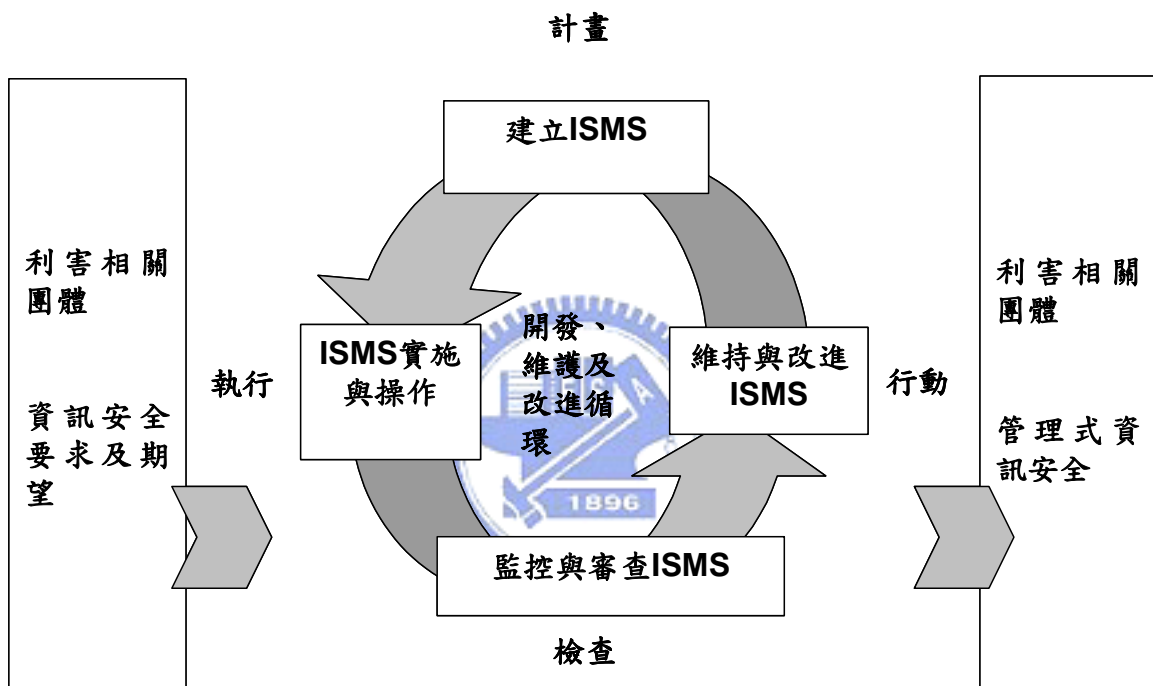 計畫
建立ISMS
利害相關
團體
資訊安全
要求及期
望
執行
ISMS實施
與操作
開發、
維護及
改進循
環
維持與改進
ISMS
行動
利害相關
團體
管理式資
訊安全
1896
監控與審查ISMS
檢查